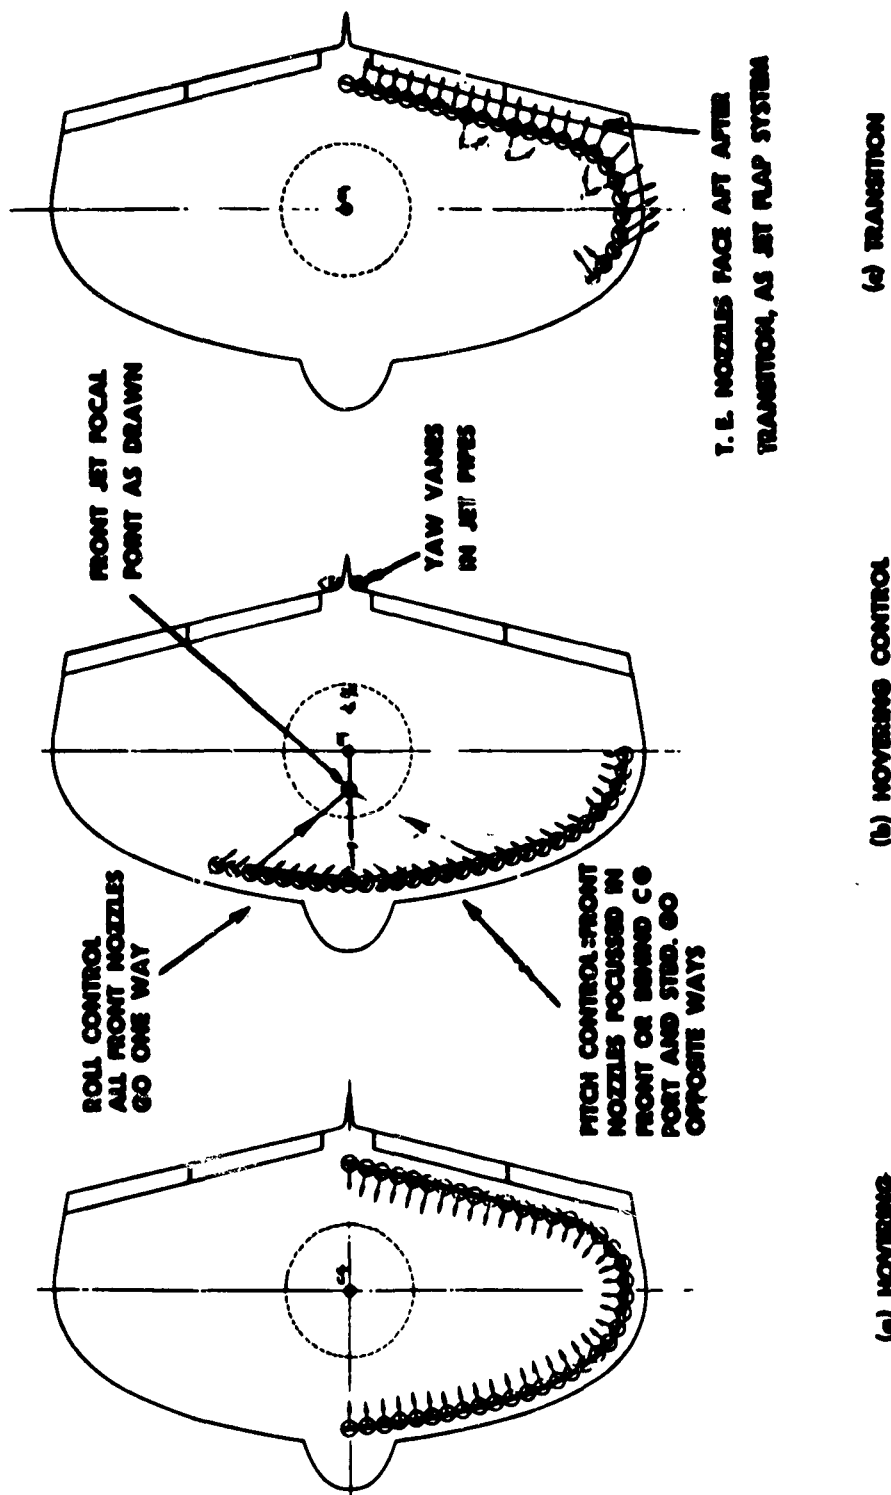 ROLL CONTROL
ALL FRONT NOZZLES
GO ONE WAY
FRONT JET FOCAL
POINT AS DRAWN
PITCH CONTROL: FRONT
NOZZLES FOCUSSED IN
FRONT OR BEHIND CG
PORT AND STBD. GO
OPPOSITE WAYS
YAW VANES
IN JET PIPES
T. E. NOZZLES FACE AFT AFTER
TRANSITION, AS JET FLAP SYSTEM
(a) HOVERING
(b) HOVERING CONTROL
(c) TRANSITION